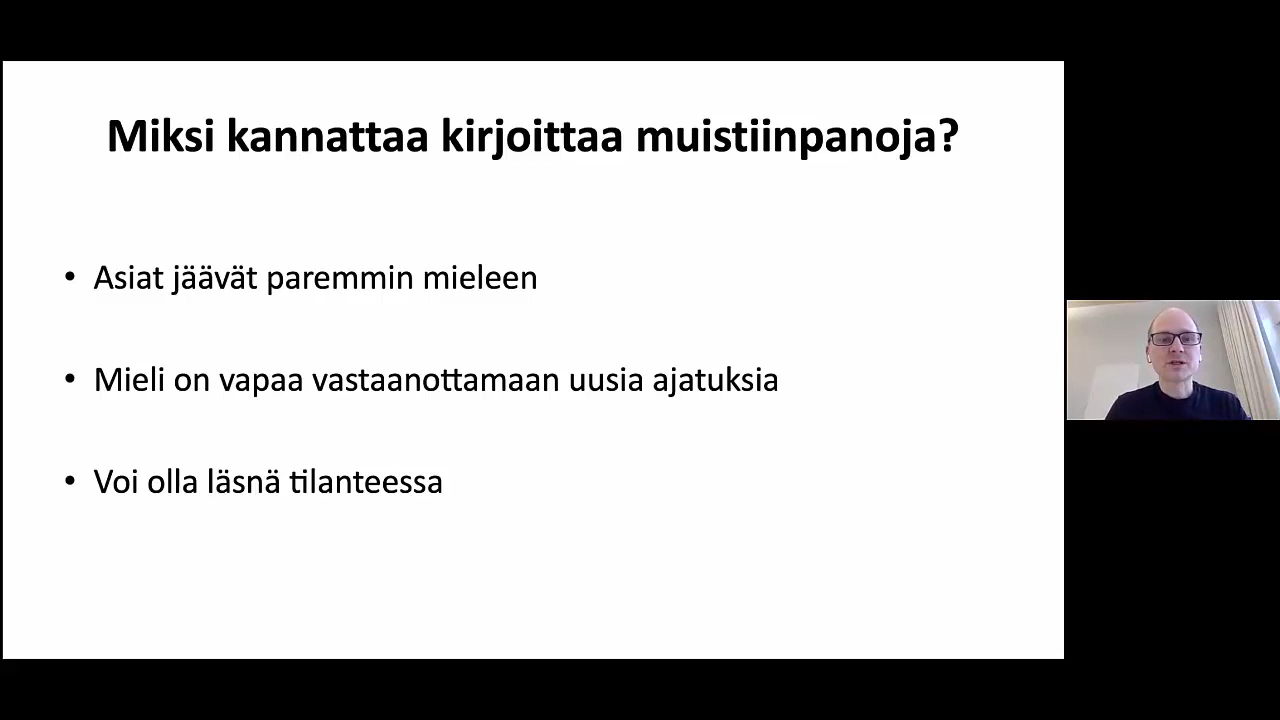 Miksi kannattaa kirjoittaa muistiinpanoja?
• Asiat jäävät paremmin mieleen
• Mieli on vapaa vastaanottamaan uusia ajatuksia
• Voi olla läsnä tilanteessa